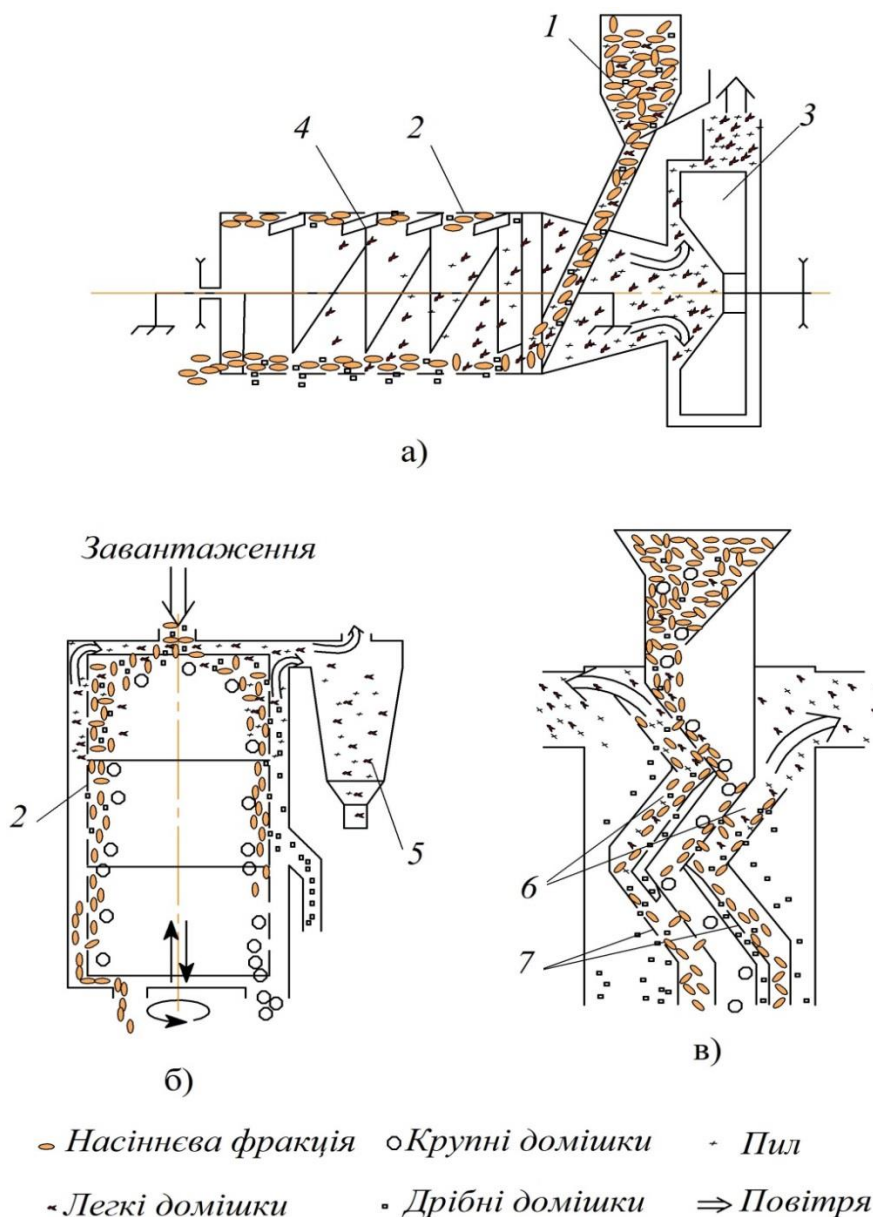 1
4
2
3
а)
Завантаження
2
5
6
7
б)
в)
Насіннєва фракція
Крупні домішки
Пил
Легкі домішки
Дрібні домішки
Повітря